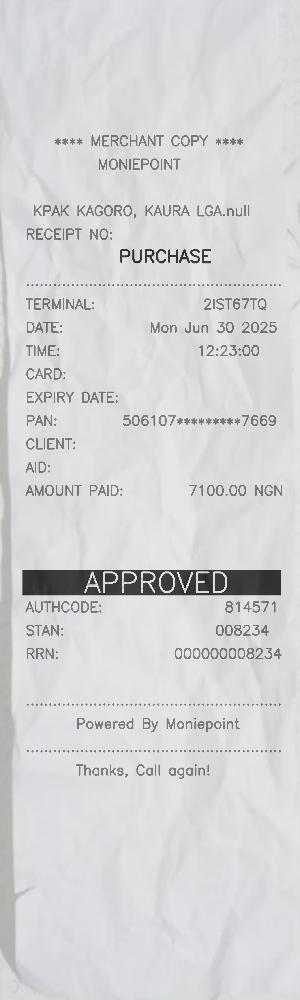 **** MERCHANT COPY ****
MONIEPOINT
KPAK KAGORO, KAURA LGA.null
RECEIPT NO:
PURCHASE
TERMINAL: 2IST67TQ
DATE: Mon Jun 30 2025
TIME: 12:23:00
CARD:
EXPIRY DATE:
PAN: 506107*********7669
CLIENT:
AID:
AMOUNT PAID: 7100.00 NGN
APPROVED
AUTHCODE: 814571
STAN: 008234
RRN: 000000008234
Powered By Moniepoint
Thanks, Call again!